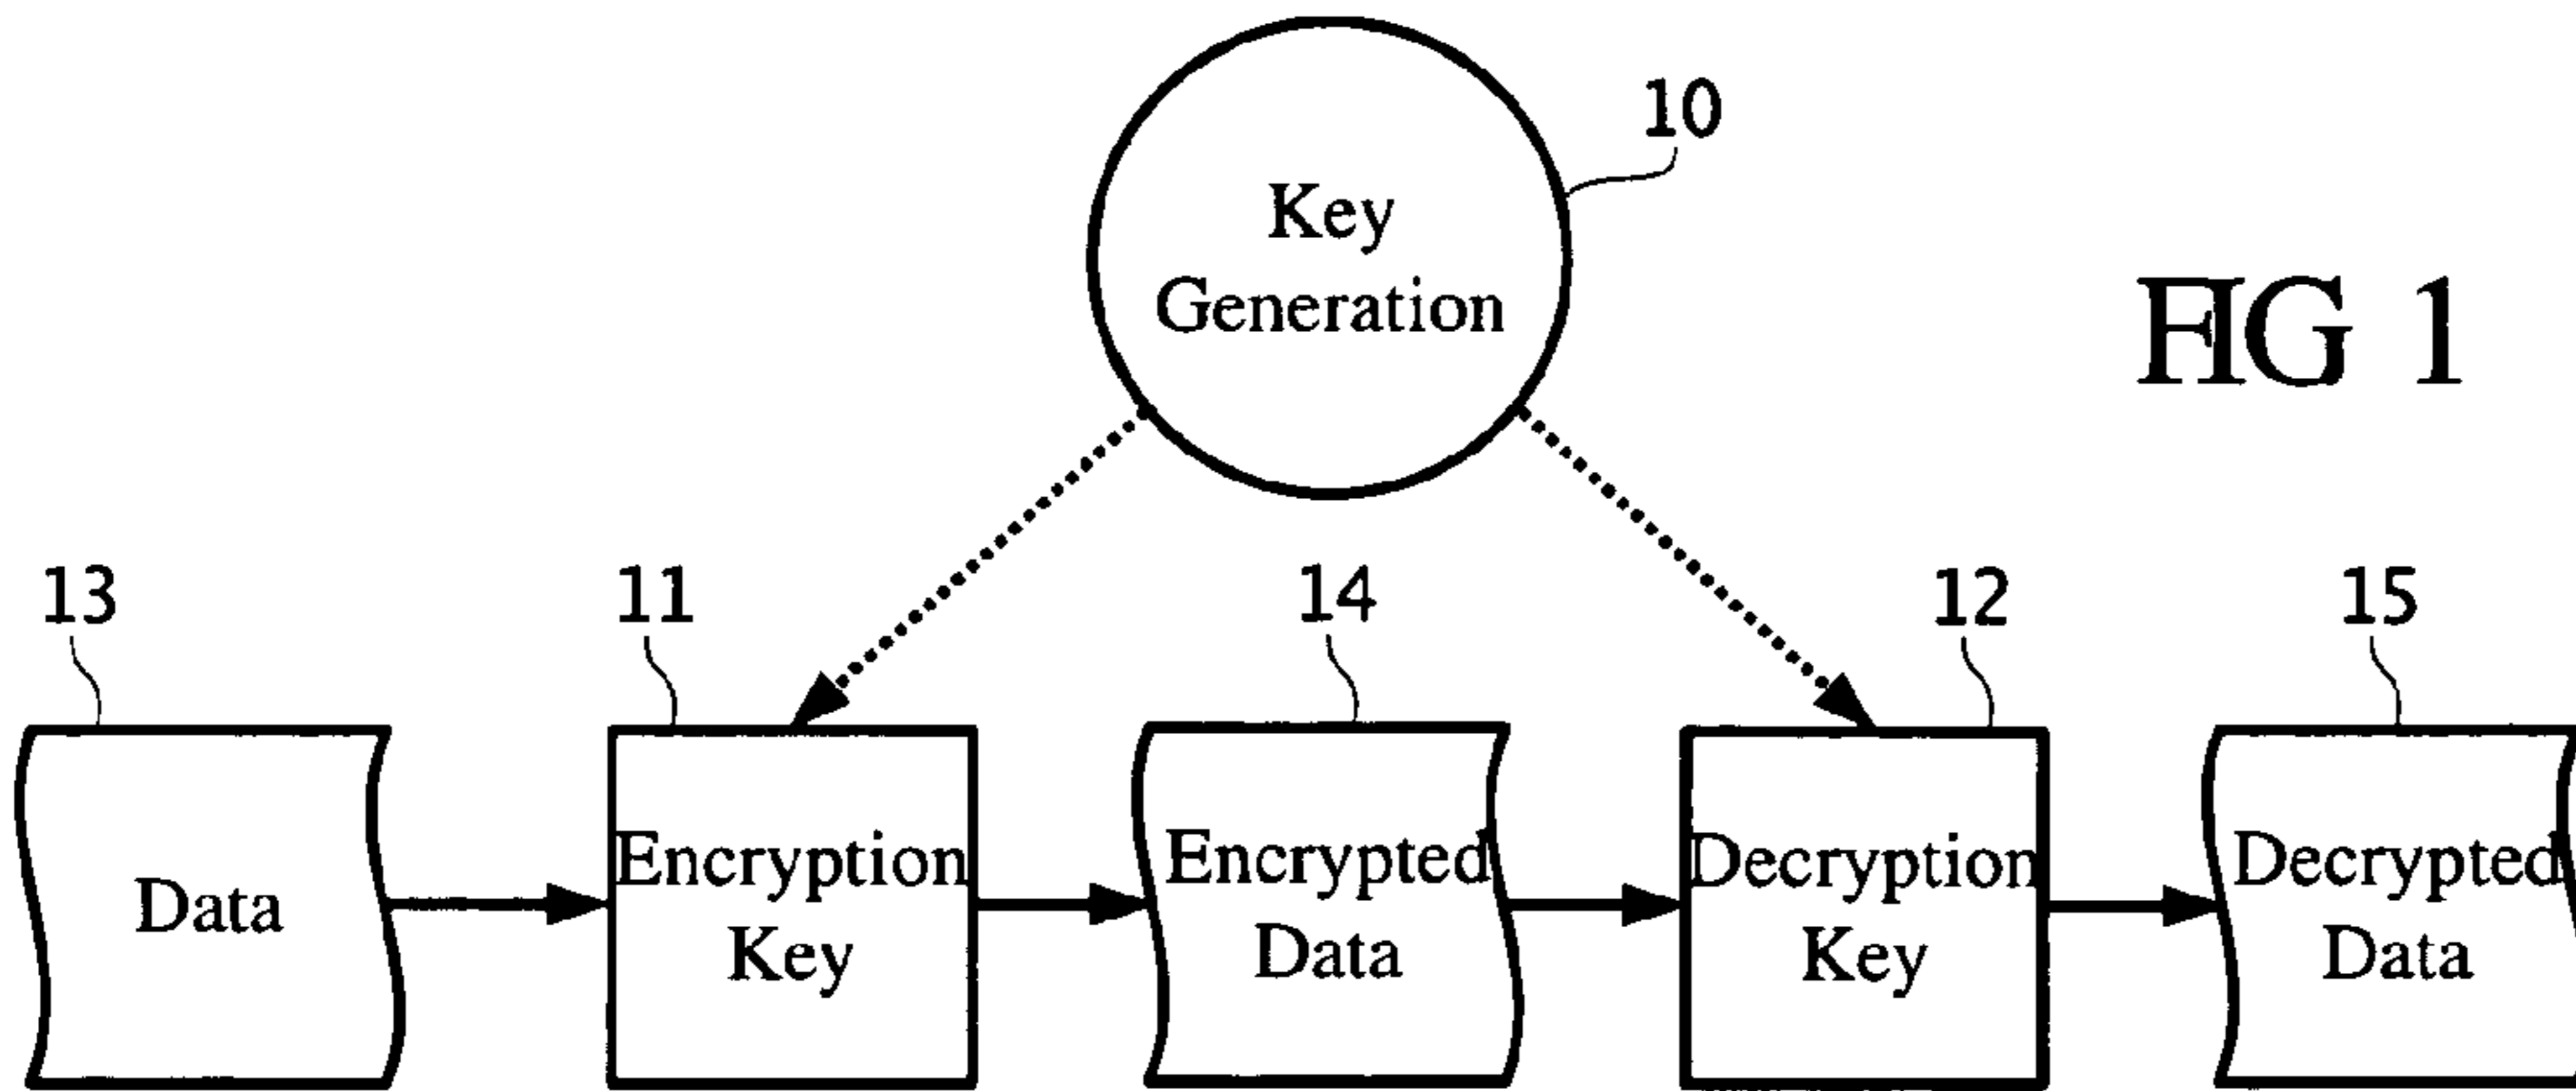 10
Key
Generation
FIG 1
13
11
14
12
15
Data
Encryption
Key
Encrypted
Data
Decryption
Key
Decrypted
Data